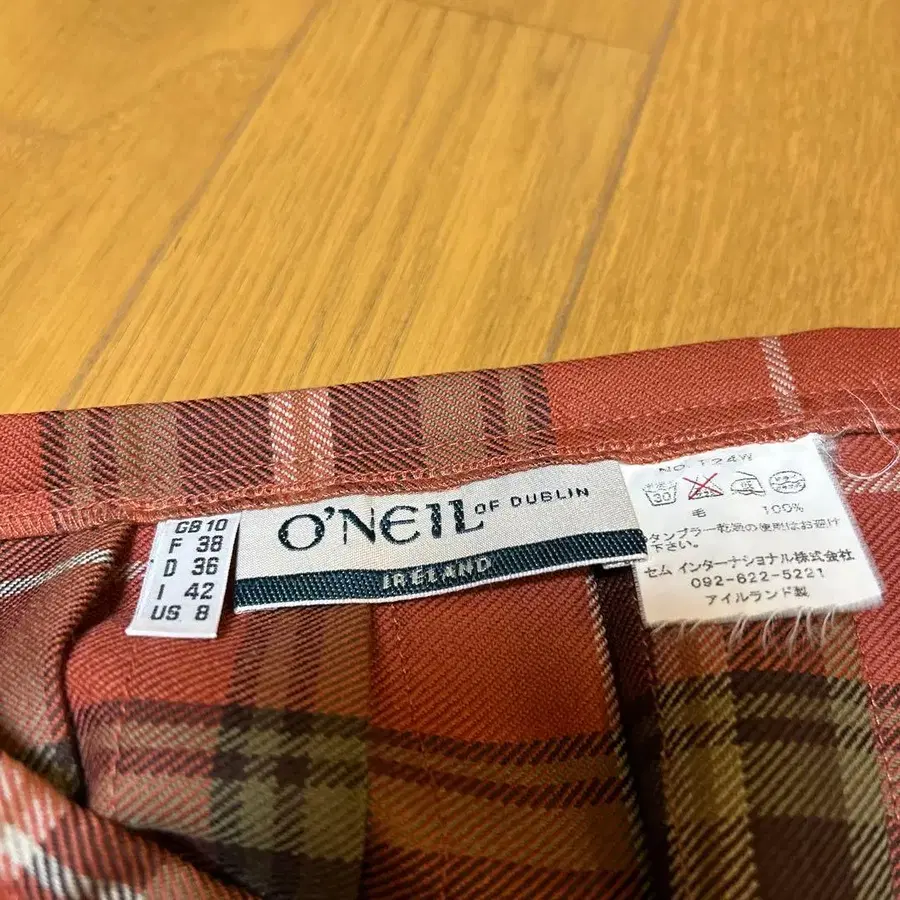 GB 10
F 38
D 36
I 42
US 8
O'NEIL OF DUBLIN
IRELAND
NO. T24W
毛 100%
タンブラー乾燥の使用はお避け
下さい。
セム インターナショナル株式会社
092-622-5221
アイルランド製